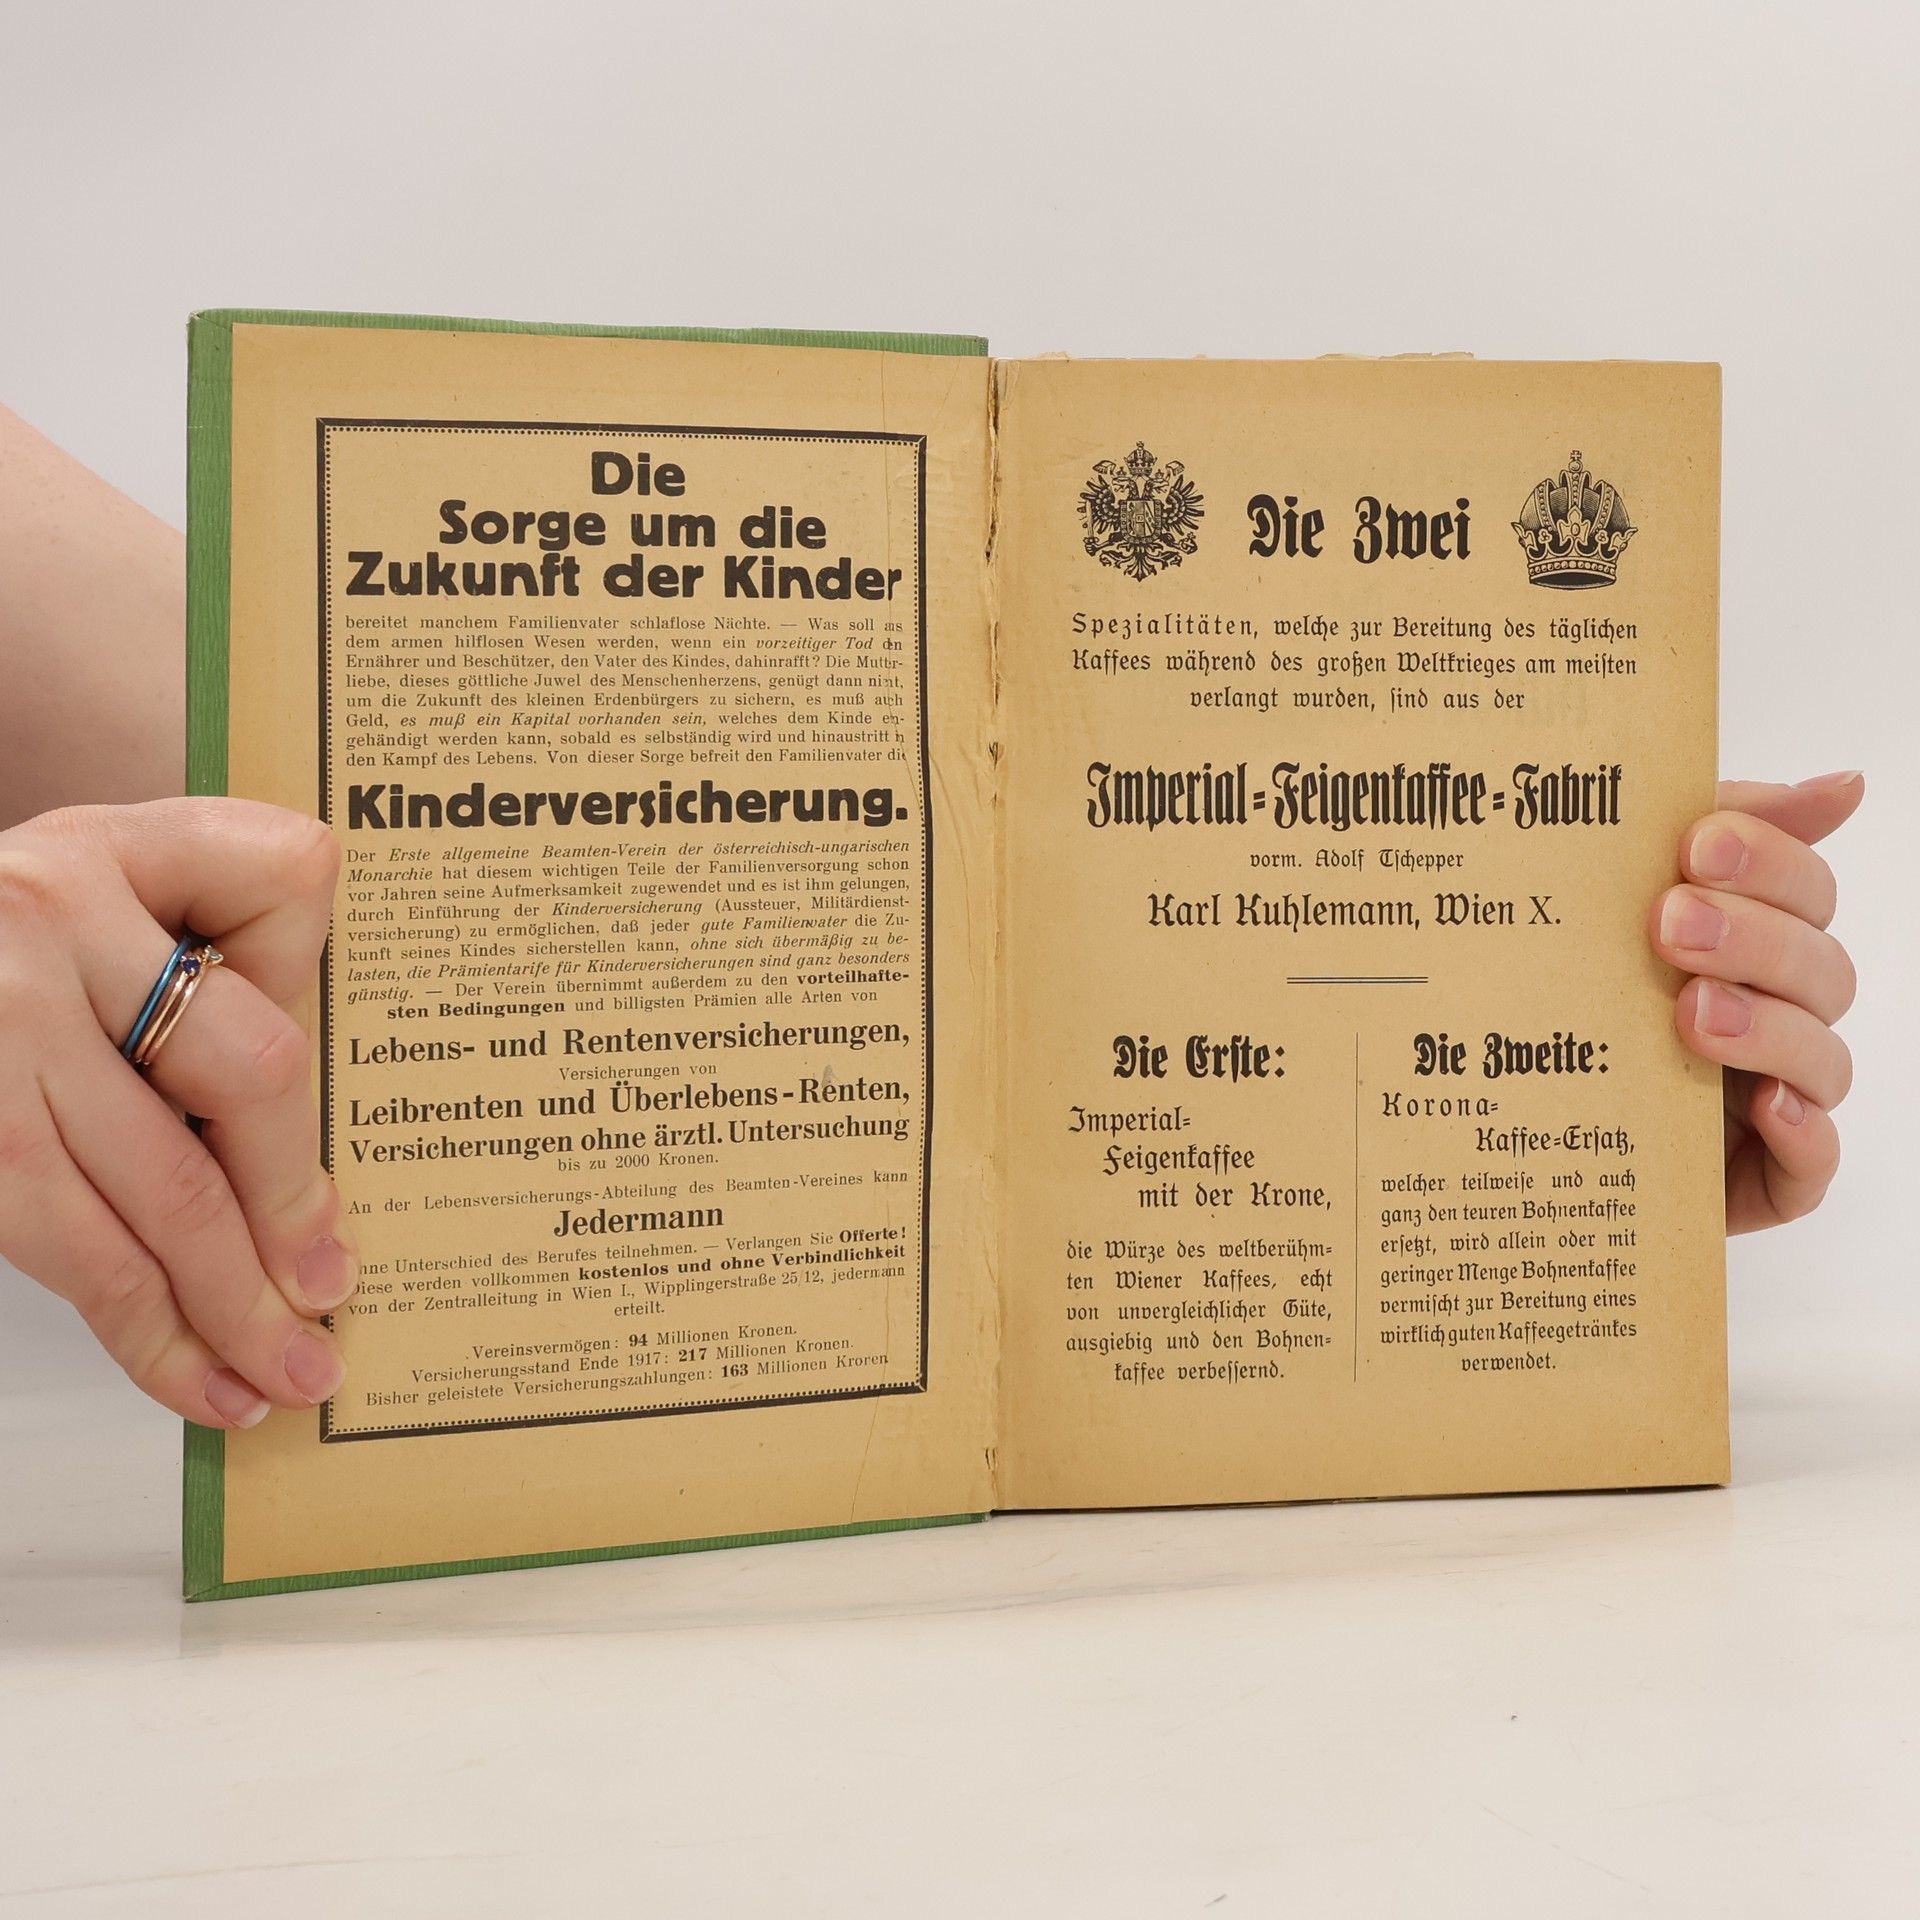 Die
Sorge um die
Zukunft der Kinder
bereitet manchem Familienvater schlaflose Nächte. — Was soll aus
dem armen hilflosen Wesen werden, wenn ein vorzeitiger Tod den
Ernährer und Beschützer, den Vater des Kindes, dahinrafft? Die Mutter-
liebe, dieses göttliche Juwel des Menschenherzens, genügt dann nicht,
um die Zukunft des kleinen Erdenbürgers zu sichern, es muß auch
Geld, es muß ein Kapital vorhanden sein, welches dem Kinde ein-
gehändigt werden kann, sobald es selbständig wird und hinaustritt in
den Kampf des Lebens. Von dieser Sorge befreit den Familienvater die
Kinderversicherung.
Der Erste allgemeine Beamten-Verein der österreichisch-ungarischen
Monarchie hat diesem wichtigen Teile der Familienversorgung schon
vor Jahren seine Aufmerksamkeit zugewendet und es ist ihm gelungen,
durch Einführung der Kinderversicherung (Aussteuer, Militärdienst-
versicherung) zu ermöglichen, daß jeder gute Familienvater die Zu-
kunft seines Kindes sicherstellen kann, ohne sich übermäßig zu be-
lasten, die Prämientarife für Kinderversicherungen sind ganz besonders
günstig. — Der Verein übernimmt außerdem zu den vorteilhafte-
sten Bedingungen und billigsten Prämien alle Arten von
Lebens- und Rentenversicherungen,
Versicherungen von
Leibrenten und Überlebens-Renten,
Versicherungen ohne ärztl. Untersuchung
bis zu 2000 Kronen.
An der Lebensversicherungs-Abteilung des Beamten-Vereines kann
Jedermann
hne Unterschied des Berufes teilnehmen. — Verlangen Sie Offerte!
Diese werden vollkommen kostenlos und ohne Verbindlichkeit
von der Zentralleitung in Wien I., Wipplingerstraße 25/12, jedermann
erteilt.
Vereinsvermögen: 94 Millionen Kronen.
Versicherungsstand Ende 1917: 217 Millionen Kronen.
Bisher geleistete Versicherungszahlungen: 163 Millionen Kronen
Die Zwei
Spezialitäten, welche zur Bereitung des täglichen
Kaffees während des großen Weltkrieges am meiſten
verlangt wurden, ſind aus der
Imperial=Feigenkaffee=Fabrik
vorm. Adolf Tſchepper
Karl Kuhlemann, Wien X.
Die Erſte:
Imperial=
Feigenkaffee
mit der Krone,
die Würze des weltberühm=
ten Wiener Kaffees, echt
von unvergleichlicher Güte,
ausgiebig und den Bohnen=
kaffee verbeſſernd.
Die Zweite:
Korona=
Kaffee=Erſatz,
welcher teilweiſe und auch
ganz den teuren Bohnenkaffee
erſetzt, wird allein oder mit
geringer Menge Bohnenkaffee
vermiſcht zur Bereitung eines
wirklich guten Kaffeegetränkes
verwendet.